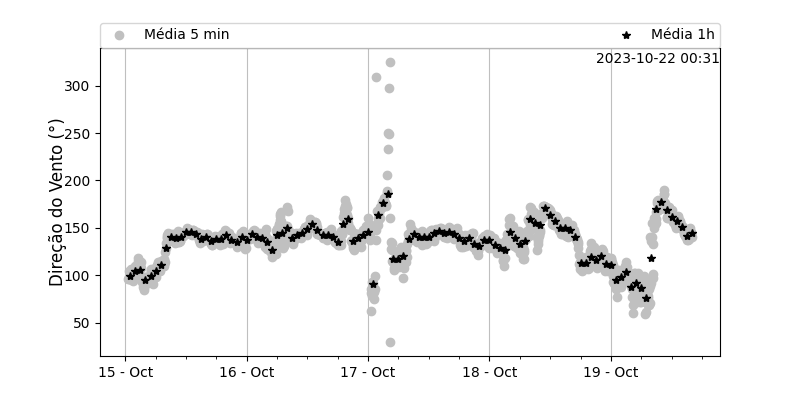 Média 5 min
Média 1h
2023-10-22 00:31
Direção do Vento (°)
300
250
200
150
100
50
15 - Oct
16 - Oct
17 - Oct
18 - Oct
19 - Oct